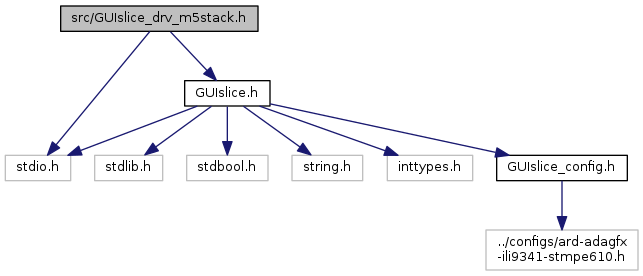 src/GUIslice_drv_m5stack.h
GUIslice.h
stdio.h
stdlib.h
stdbool.h
string.h
inttypes.h
GUIslice_config.h
../configs/ard-adagfx
-ili9341-stmpe610.h